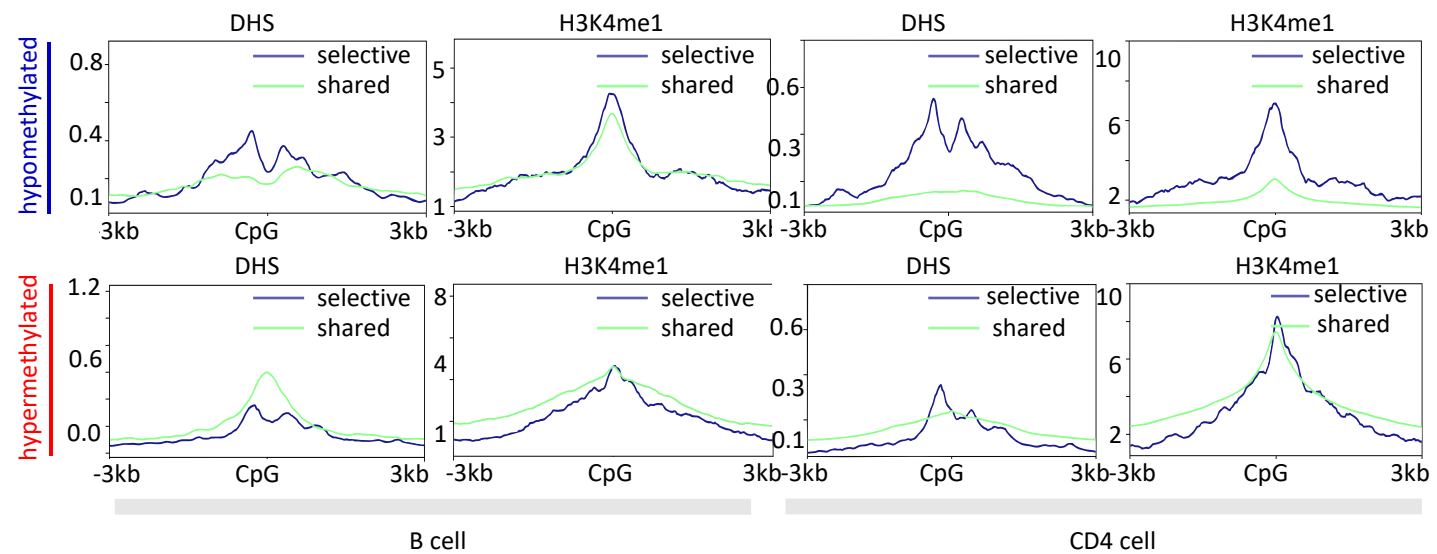 DHS
H3K4me1
DHS
H3K4me1
hypomethylated
0.8
0.4
0.1
selective
shared
-3kb
CpG
3kb
5
3
1
selective
shared
-3kb
CpG
3kb
0.6
0.3
0.1
selective
shared
-3kb
CpG
3kb
10
6
2
selective
shared
-3kb
CpG
3kb
DHS
H3K4me1
DHS
H3K4me1
hypermethylated
1.2
0.6
0.0
selective
shared
-3kb
CpG
3kb
8
4
1
selective
shared
-3kb
CpG
3kb
0.6
0.3
0.1
selective
shared
-3kb
CpG
3kb
10
6
2
selective
shared
-3kb
CpG
3kb
B cell
CD4 cell